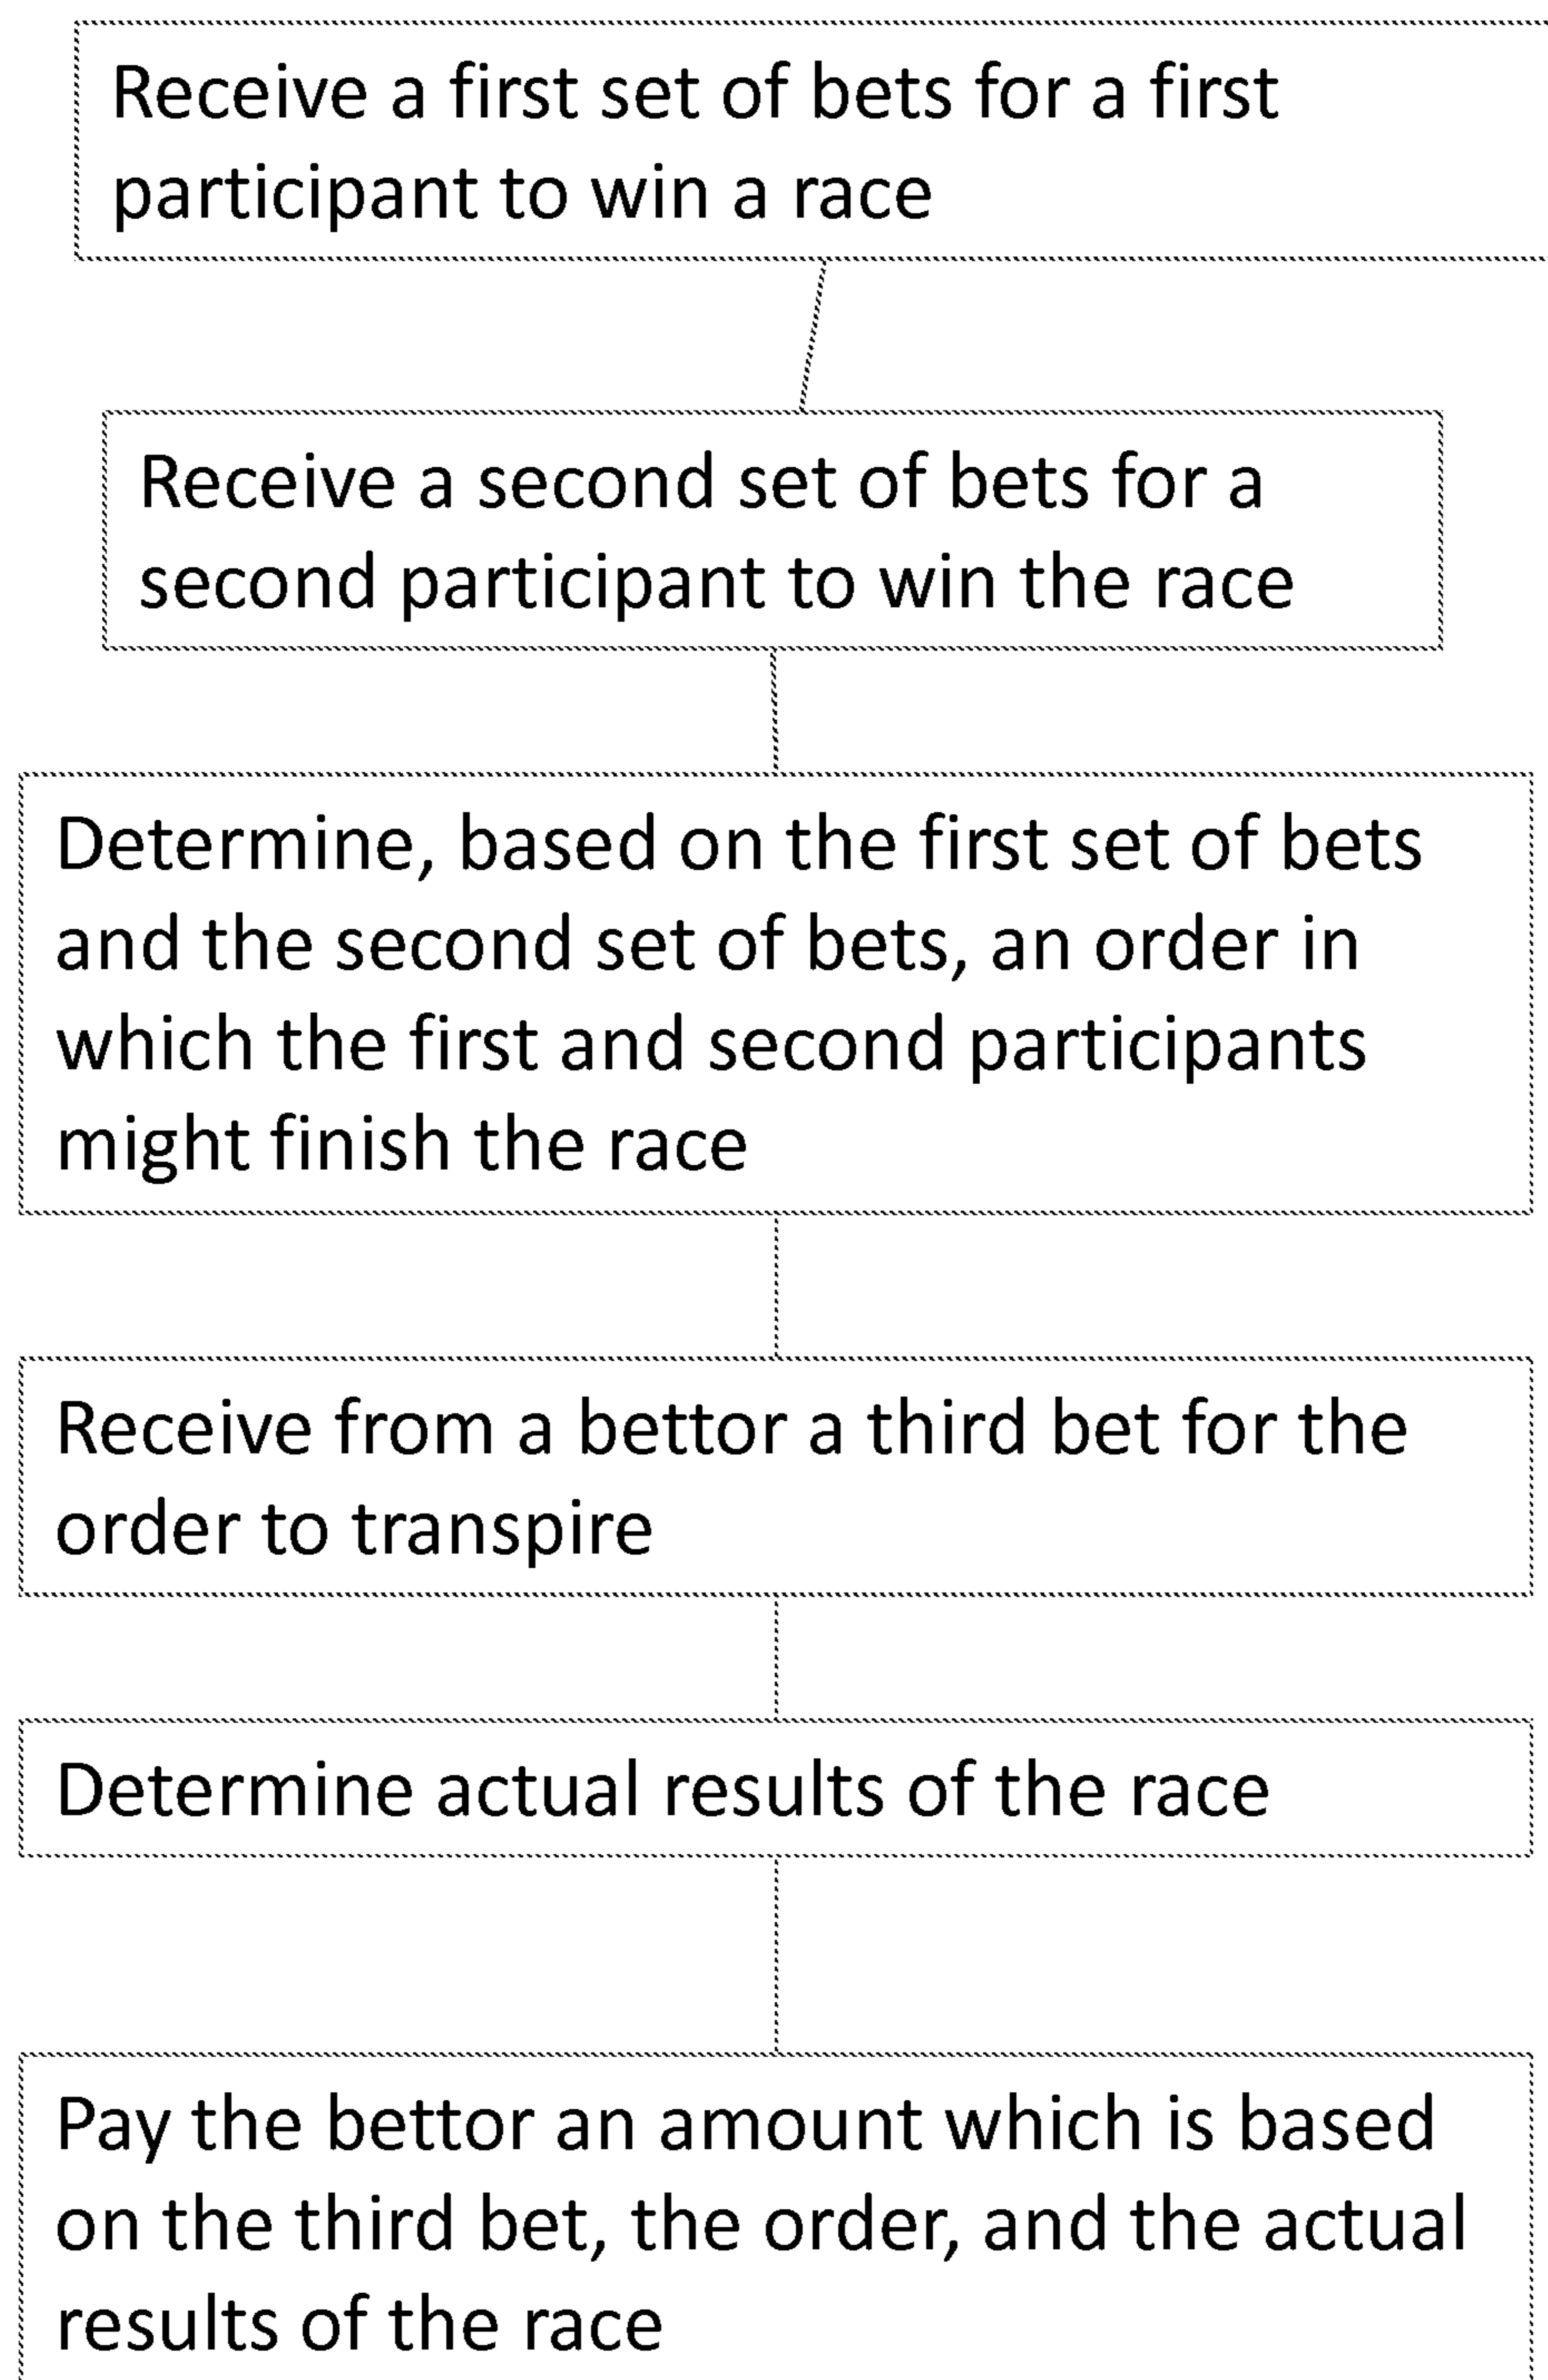 Receive a first set of bets for a first
participant to win a race
Receive a second set of bets for a
second participant to win the race
Determine, based on the first set of bets
and the second set of bets, an order in
which the first and second participants
might finish the race
Receive from a bettor a third bet for the
order to transpire
Determine actual results of the race
Pay the bettor an amount which is based
on the third bet, the order, and the actual
results of the race